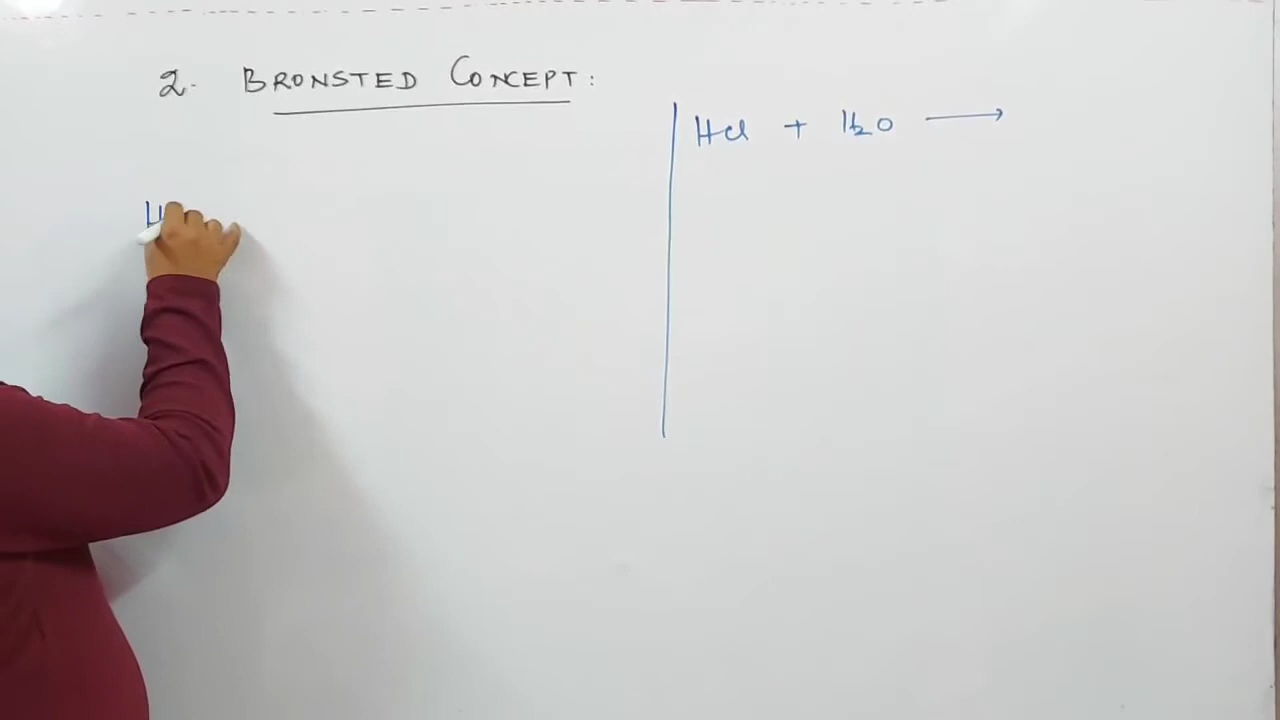 2. BRONSTED CONCEPT:
HCl + H2O ⟶
H